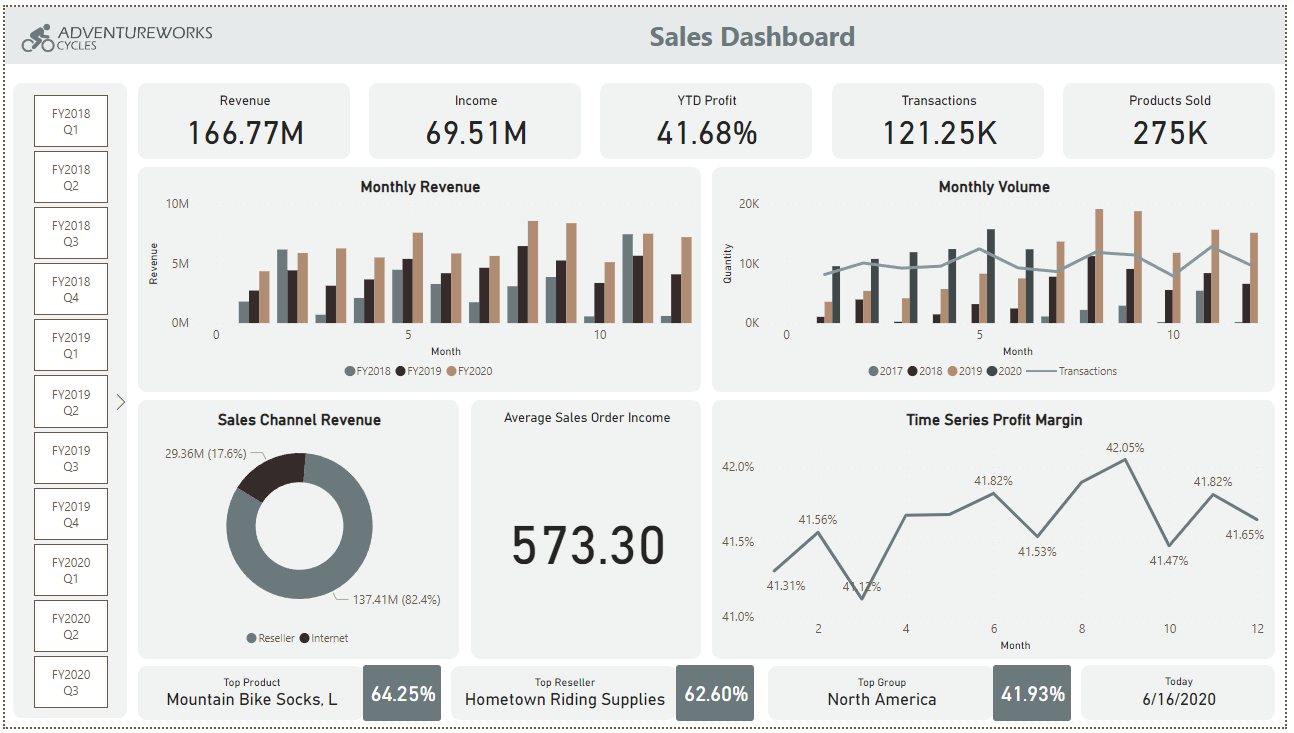 ADVENTUREWORKS
CYCLES
Sales Dashboard
FY2018
Q1
FY2018
Q2
FY2018
Q3
FY2018
Q4
FY2019
Q1
FY2019
Q2
FY2019
Q3
FY2019
Q4
FY2020
Q1
FY2020
Q2
FY2020
Q3
Revenue
166.77M
Income
69.51M
YTD Profit
41.68%
Transactions
121.25K
Products Sold
275K
Monthly Revenue
10M
5M
0M
Revenue
0 5 10
Month
FY2018 FY2019 FY2020
Monthly Volume
20K
10K
0K
Quantity
0 5 10
Month
2017 2018 2019 2020 Transactions
Sales Channel Revenue
29.36M (17.6%)
137.41M (82.4%)
Reseller Internet
Average Sales Order Income
573.30
Time Series Profit Margin
42.0%
41.5%
41.0%
41.31%
41.56%
41.12%
41.82%
41.53%
42.05%
41.47%
41.82%
41.65%
2 4 6 8 10 12
Month
Top Product
Mountain Bike Socks, L
64.25%
Top Reseller
Hometown Riding Supplies
62.60%
Top Group
North America
41.93%
Today
6/16/2020